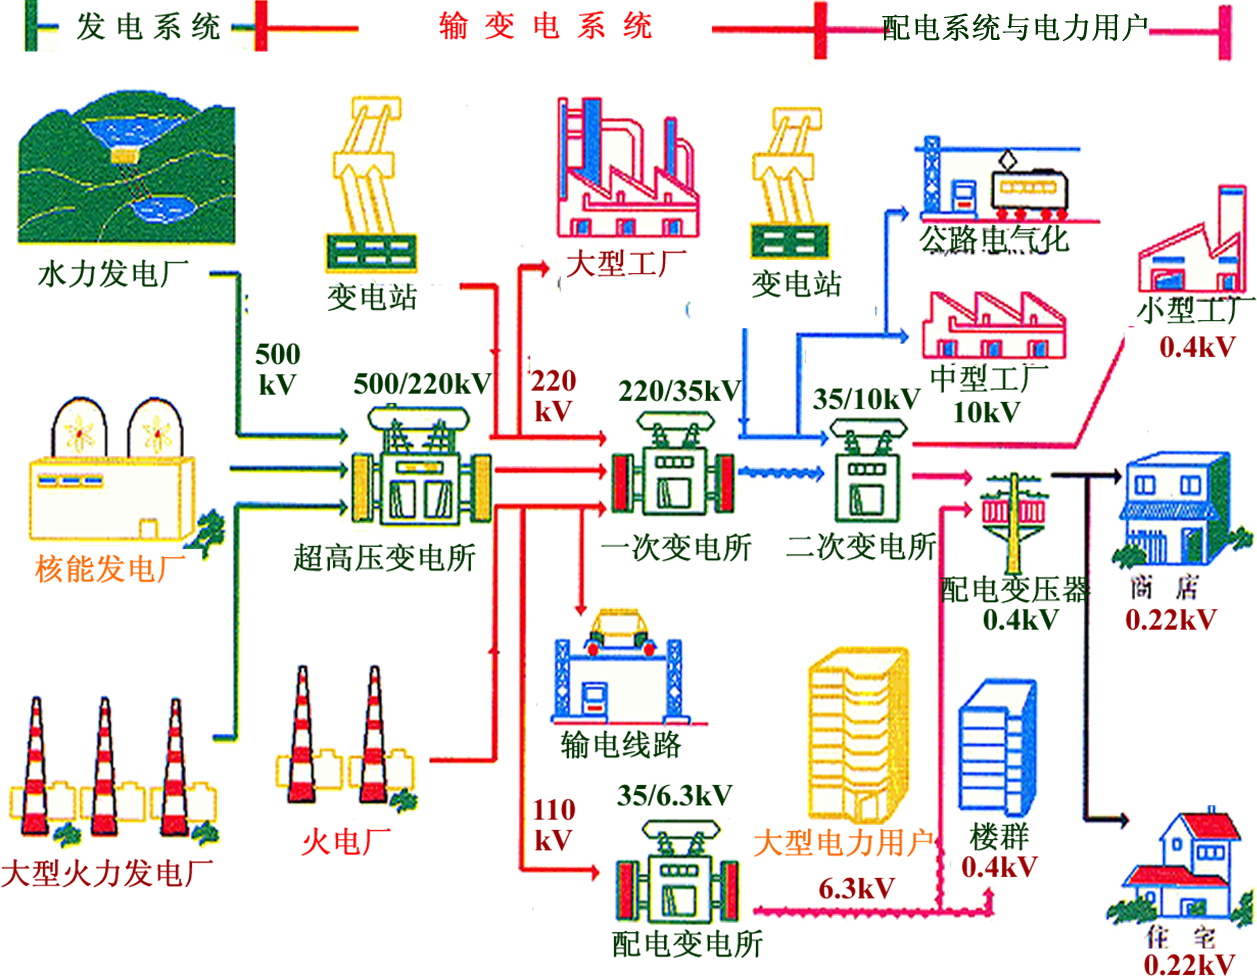 发电系统
输变电系统
配电系统与电力用户
水力发电厂
变电站
大型工厂
变电站
公路电气化
小型工厂
0.4kV
500
kV
500/220kV
220
kV
220/35kV
35/10kV
中型工厂
10kV
核能发电厂
超高压变电所
一次变电所
二次变电所
配电变压器
0.4kV
商 店
0.22kV
输电线路
大型火力发电厂
火电厂
110
kV
35/6.3kV
配电变电所
大型电力用户
6.3kV
楼群
0.4kV
住 宅
0.22kV